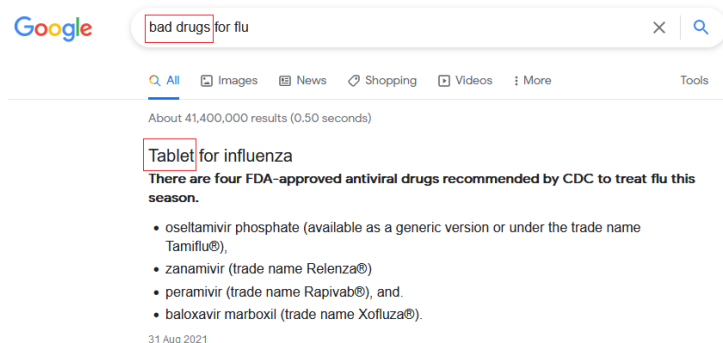 Google
bad drugs for flu
All Images News Shopping Videos More Tools
About 41,400,000 results (0.50 seconds)
Tablet for influenza
There are four FDA-approved antiviral drugs recommended by CDC to treat flu this
season.
• oseltamivir phosphate (available as a generic version or under the trade name
Tamiflu®),
• zanamivir (trade name Relenza®)
• peramivir (trade name Rapivab®), and.
• baloxavir marboxil (trade name Xofluza®).
31 Aug 2021